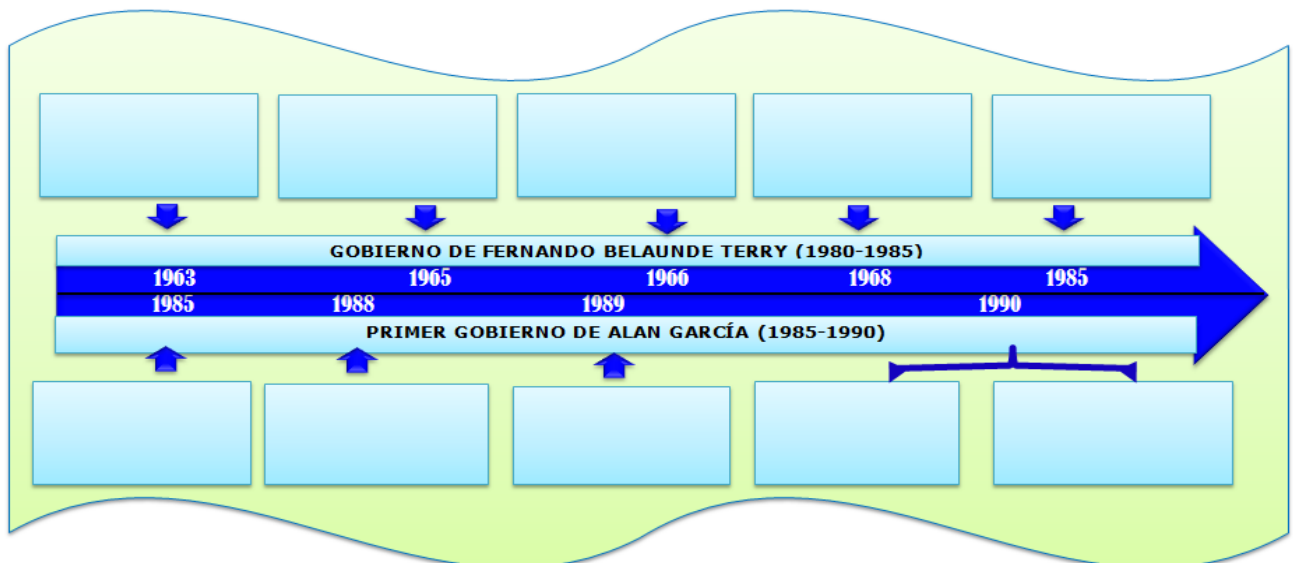 GOBIERNO DE FERNANDO BELAUNDE TERRY (1980-1985)
1963 1965 1966 1968 1985
1985 1988 1989 1990
PRIMER GOBIERNO DE ALAN GARCÍA (1985-1990)